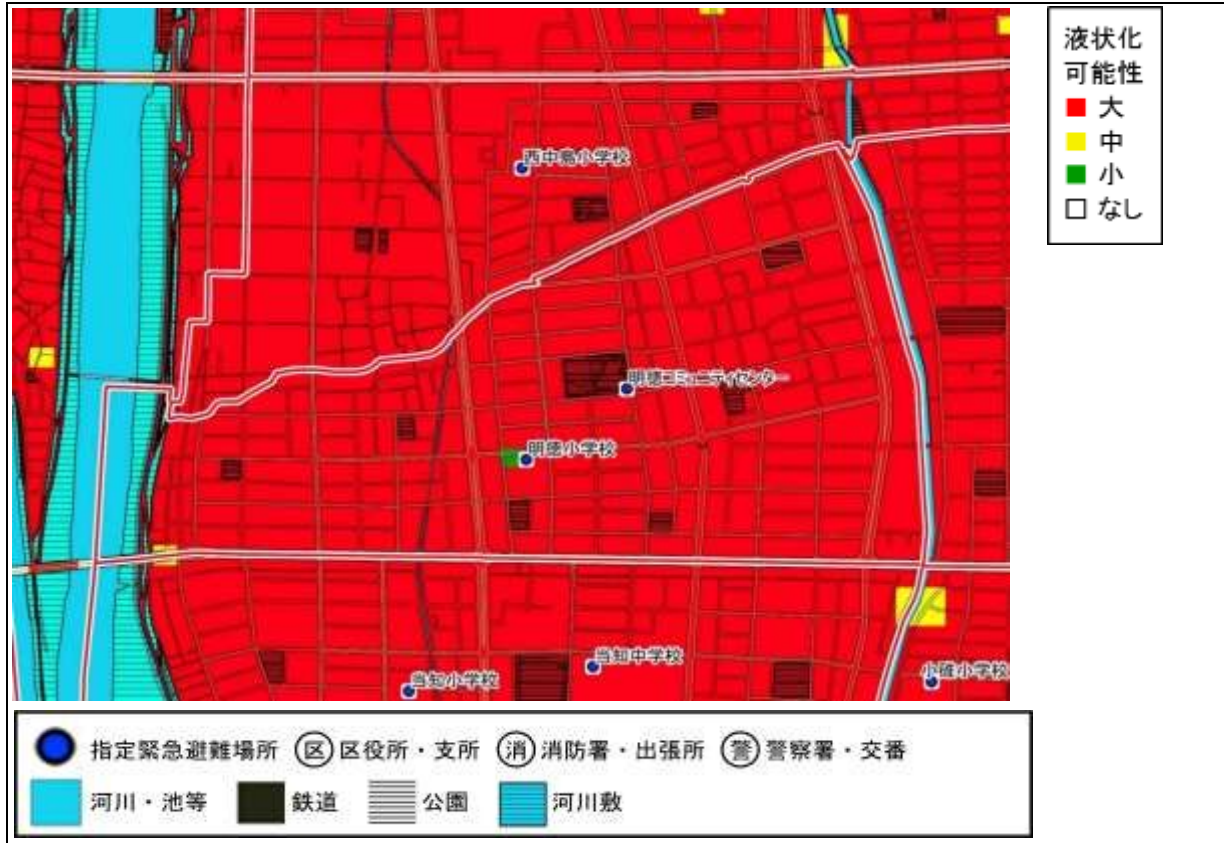 液状化
可能性
大
中
小
なし
西中島小学校
明徳コミュニティセンター
明徳小学校
当知中学校
当知小学校
小碓小学校
指定緊急避難場所 区 区役所・支所 消 消防署・出張所 警 警察署・交番
河川・池等 鉄道 公園 河川敷